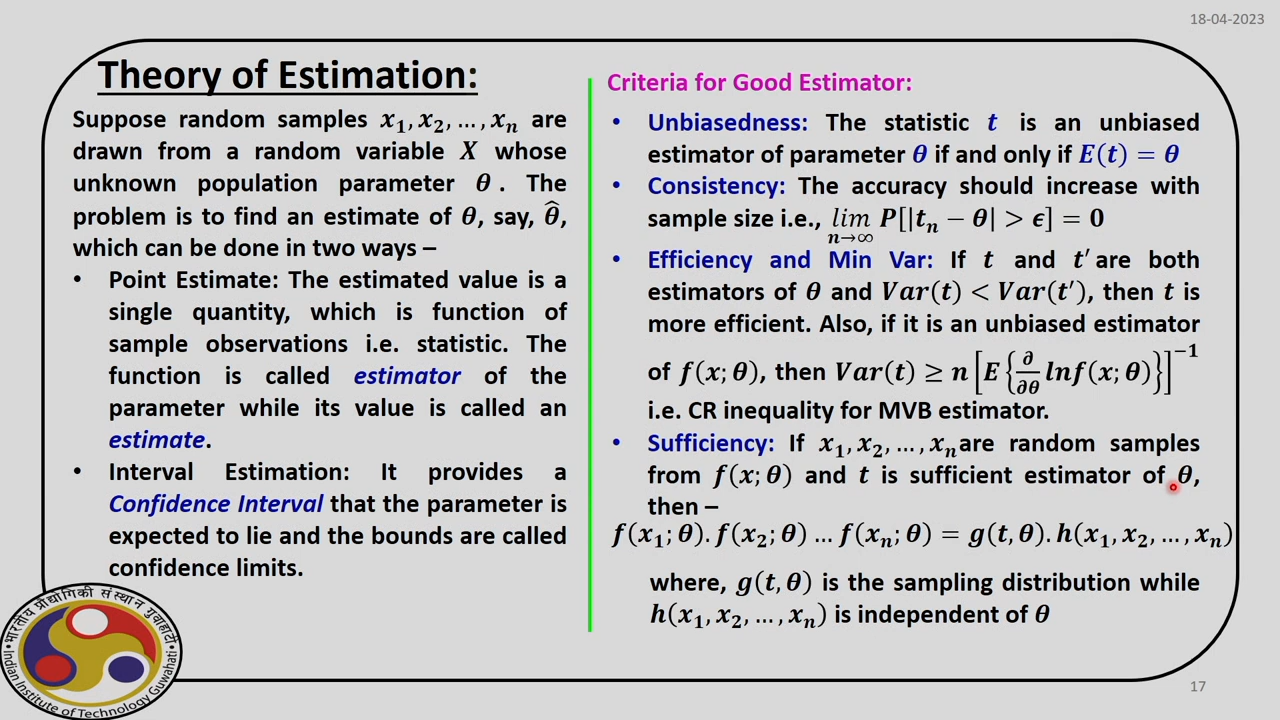 18-04-2023
Theory of Estimation:
Suppose random samples x₁, x₂, …, xₙ are
drawn from a random variable X whose
unknown population parameter θ . The
problem is to find an estimate of θ, say, θ̂,
which can be done in two ways –
• Point Estimate: The estimated value is a
single quantity, which is function of
sample observations i.e. statistic. The
function is called estimator of the
parameter while its value is called an
estimate.
• Interval Estimation: It provides a
Confidence Interval that the parameter is
expected to lie and the bounds are called
confidence limits.
Criteria for Good Estimator:
• Unbiasedness: The statistic t is an unbiased
estimator of parameter θ if and only if E(t) = θ
• Consistency: The accuracy should increase with
sample size i.e., lim n→∞ P[|tₙ − θ| > ϵ] = 0
• Efficiency and Min Var: If t and t′ are both
estimators of θ and Var(t) < Var(t′), then t is
more efficient. Also, if it is an unbiased estimator
of f(x; θ), then Var(t) ≥ n[E{∂/∂θ lnf(x; θ)}]⁻¹
i.e. CR inequality for MVB estimator.
• Sufficiency: If x₁, x₂, …, xₙ are random samples
from f(x; θ) and t is sufficient estimator of θ,
then –
f(x₁; θ). f(x₂; θ) … f(xₙ; θ) = g(t, θ). h(x₁, x₂, …, xₙ)
where, g(t, θ) is the sampling distribution while
h(x₁, x₂, …, xₙ) is independent of θ
भारतीय प्रौद्योगिकी संस्थान गुवाहाटी
Indian Institute of Technology Guwahati
17